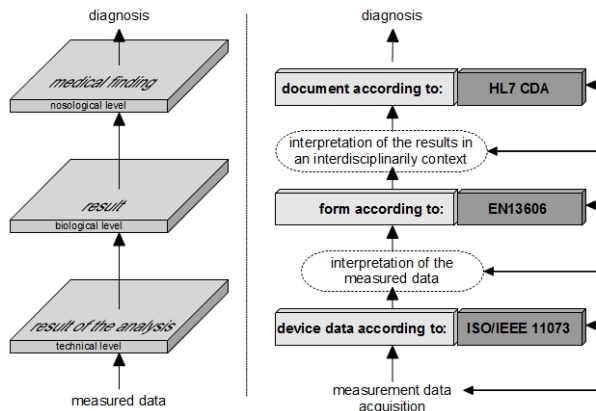 diagnosis
medical finding
nosological level
result
biological level
result of the analysis
technical level
measured data
diagnosis
document according to: HL7 CDA
interpretation of the results in
an interdisciplinarily context
form according to: EN13606
interpretation of the
measured data
device data according to: ISO/IEEE 11073
measurement data
acquisition